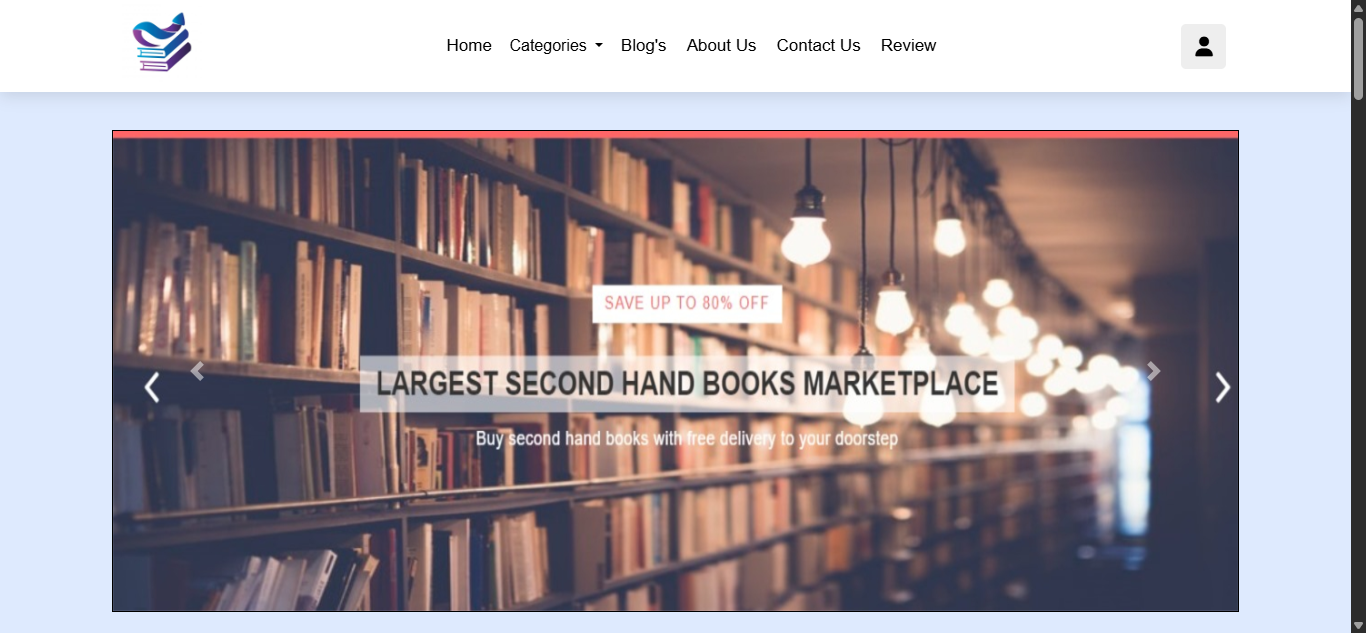 Home Categories Blog's About Us Contact Us Review
SAVE UP TO 80% OFF
LARGEST SECOND HAND BOOKS MARKETPLACE
Buy second hand books with free delivery to your doorstep